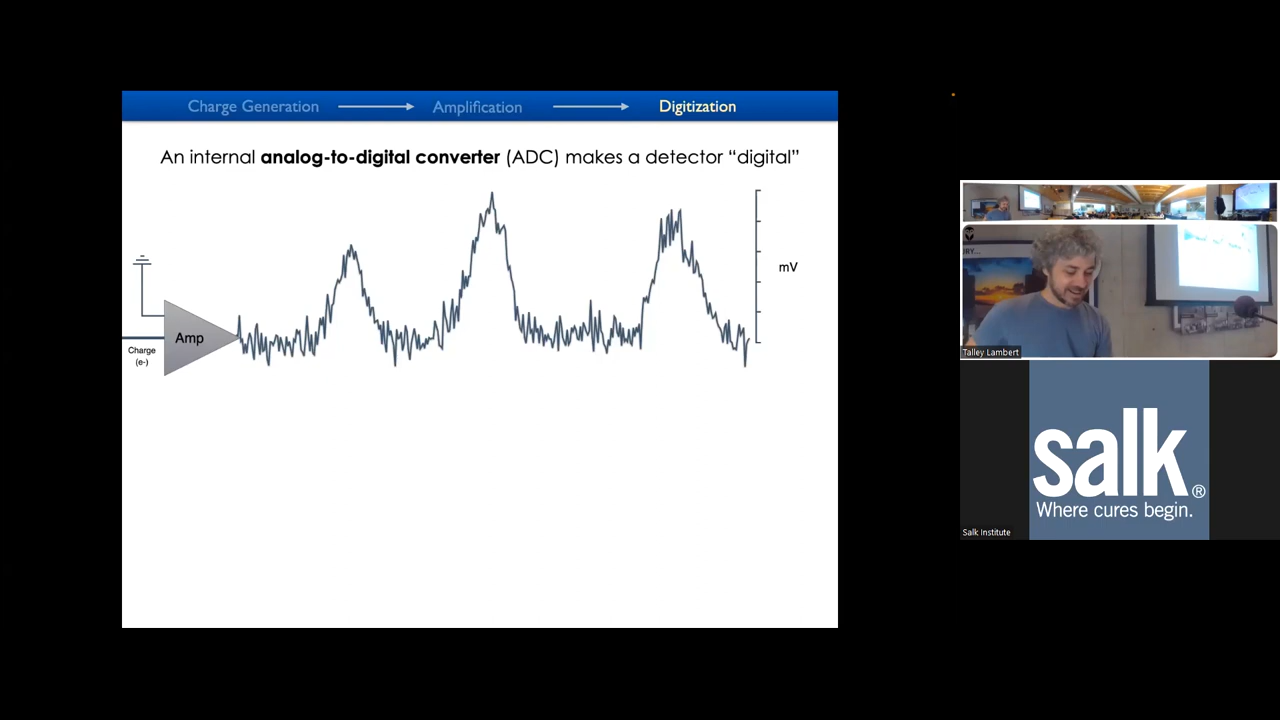 Charge Generation
Amplification
Digitization
An internal analog-to-digital converter (ADC) makes a detector “digital”
mV
Amp
Charge
(e-)
Talley Lambert
salk®
Where cures begin.
Salk Institute